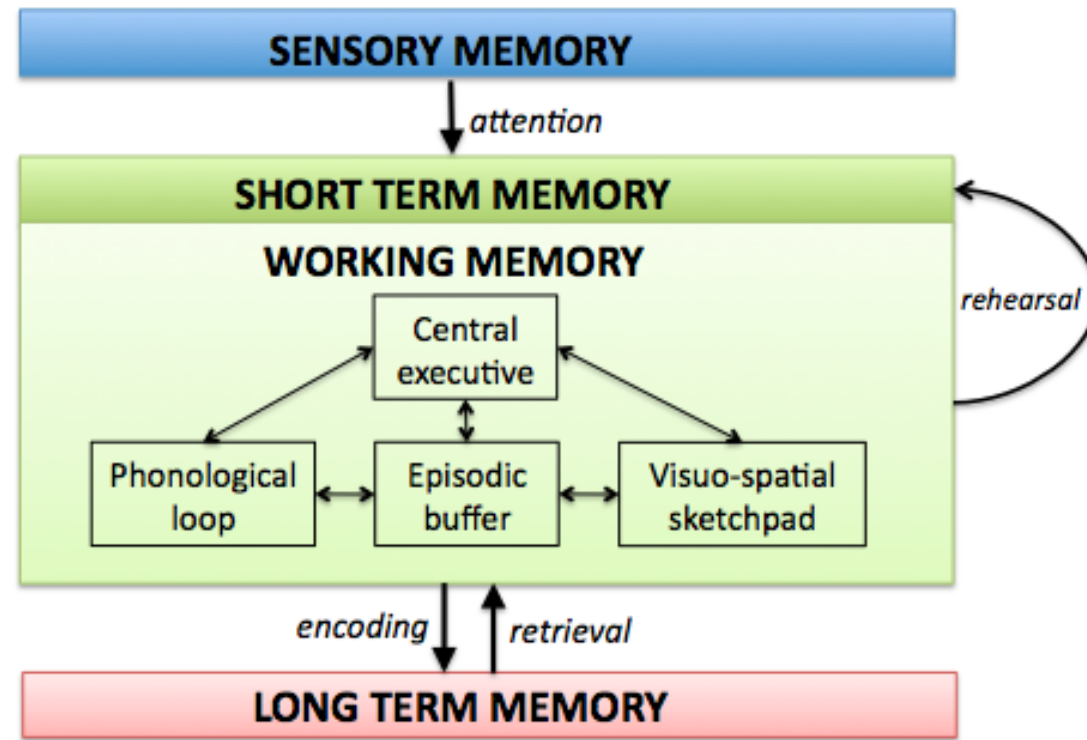 SENSORY MEMORY
attention
SHORT TERM MEMORY
WORKING MEMORY
rehearsal
Central
executive
Phonological
loop
Episodic
buffer
Visuo-spatial
sketchpad
encoding
retrieval
LONG TERM MEMORY